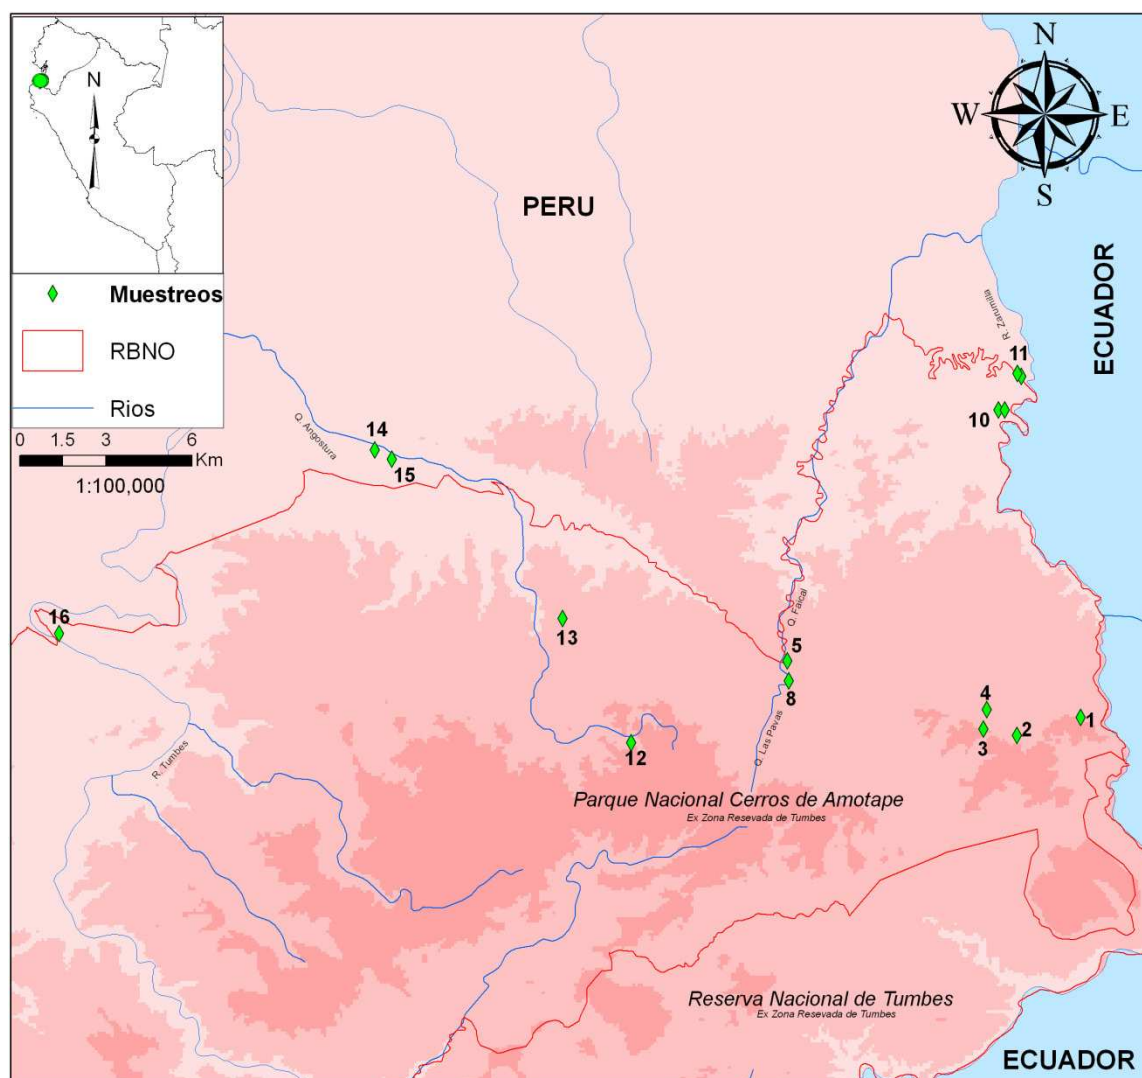 N
N
W
E
S
PERU
ECUADOR
Muestreos
RBNO
Rios
0 1.5 3 6
Km
1:100,000
R. Zarumilla
11
10
Q. Angostura
14
15
16
13
Q. Faical
5
8
4
3
2
1
12
Q. Las Pavas
R. Tumbes
Parque Nacional Cerros de Amotape
Ex Zona Resevada de Tumbes
Reserva Nacional de Tumbes
Ex Zona Resevada de Tumbes
ECUADOR